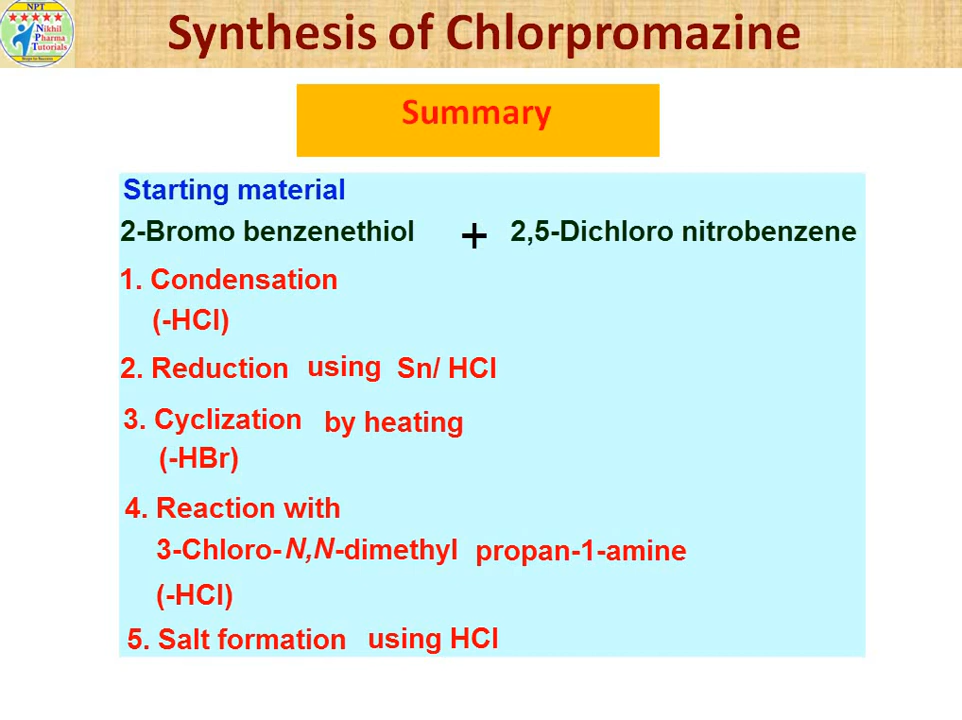 NPT
Nikhil
Pharma
Tutorials
Synthesis of Chlorpromazine
Summary
Starting material
2-Bromo benzenethiol + 2,5-Dichloro nitrobenzene
1. Condensation
(-HCl)
2. Reduction using Sn/ HCl
3. Cyclization by heating
(-HBr)
4. Reaction with
3-Chloro-N,N-dimethyl propan-1-amine
(-HCl)
5. Salt formation using HCl